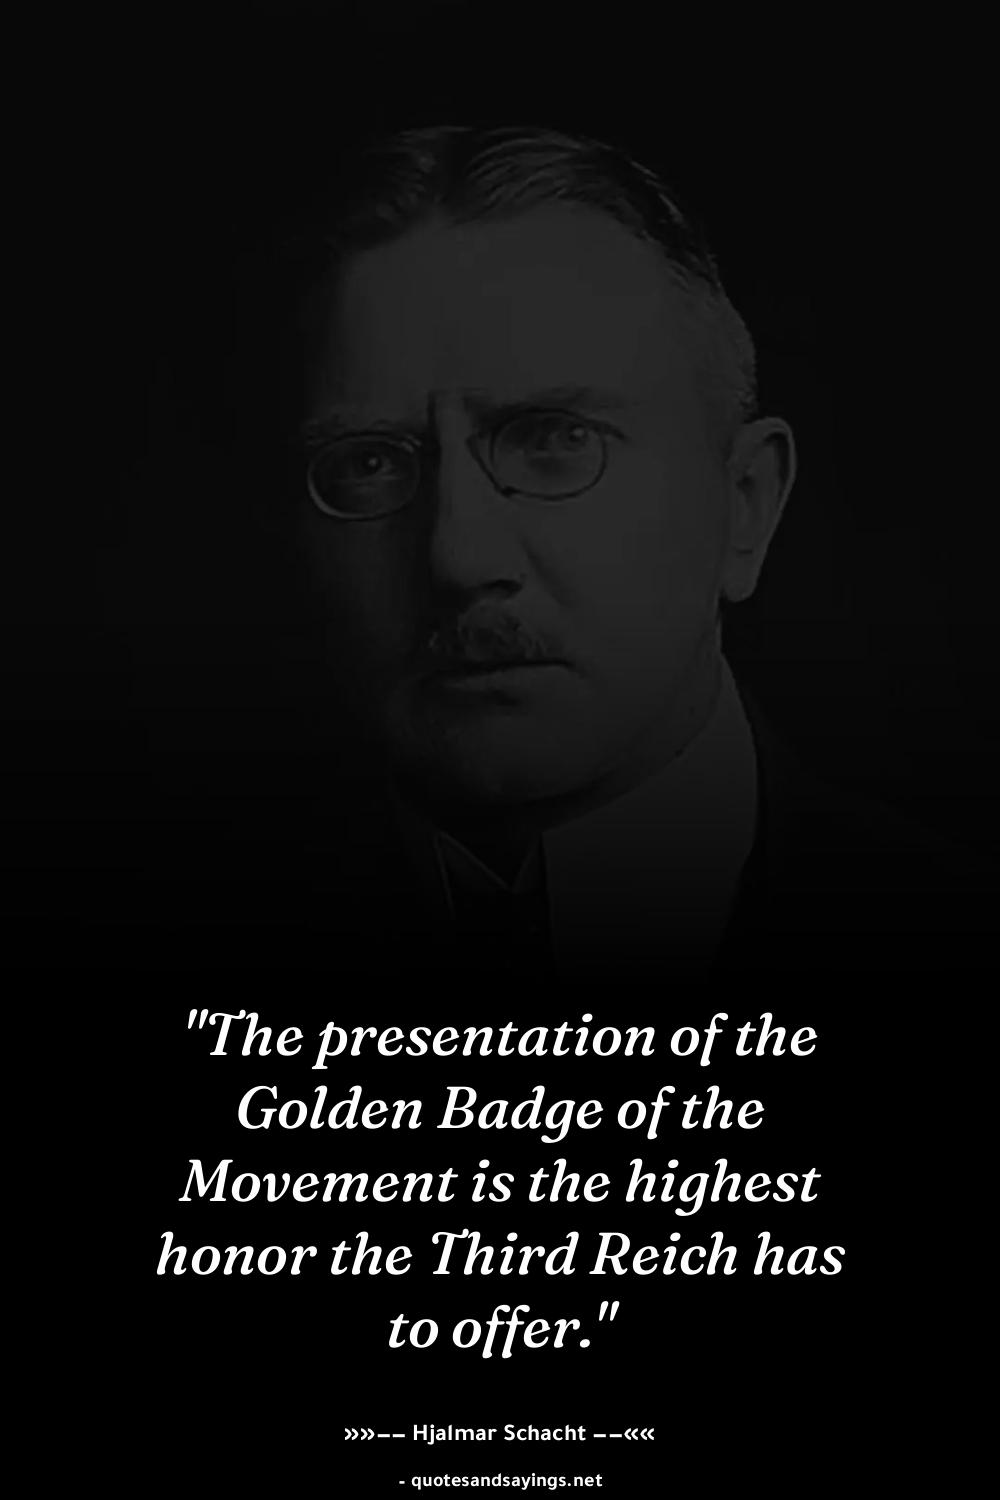 "The presentation of the
Golden Badge of the
Movement is the highest
honor the Third Reich has
to offer."
»»–– Hjalmar Schacht ––««
- quotesandsayings.net